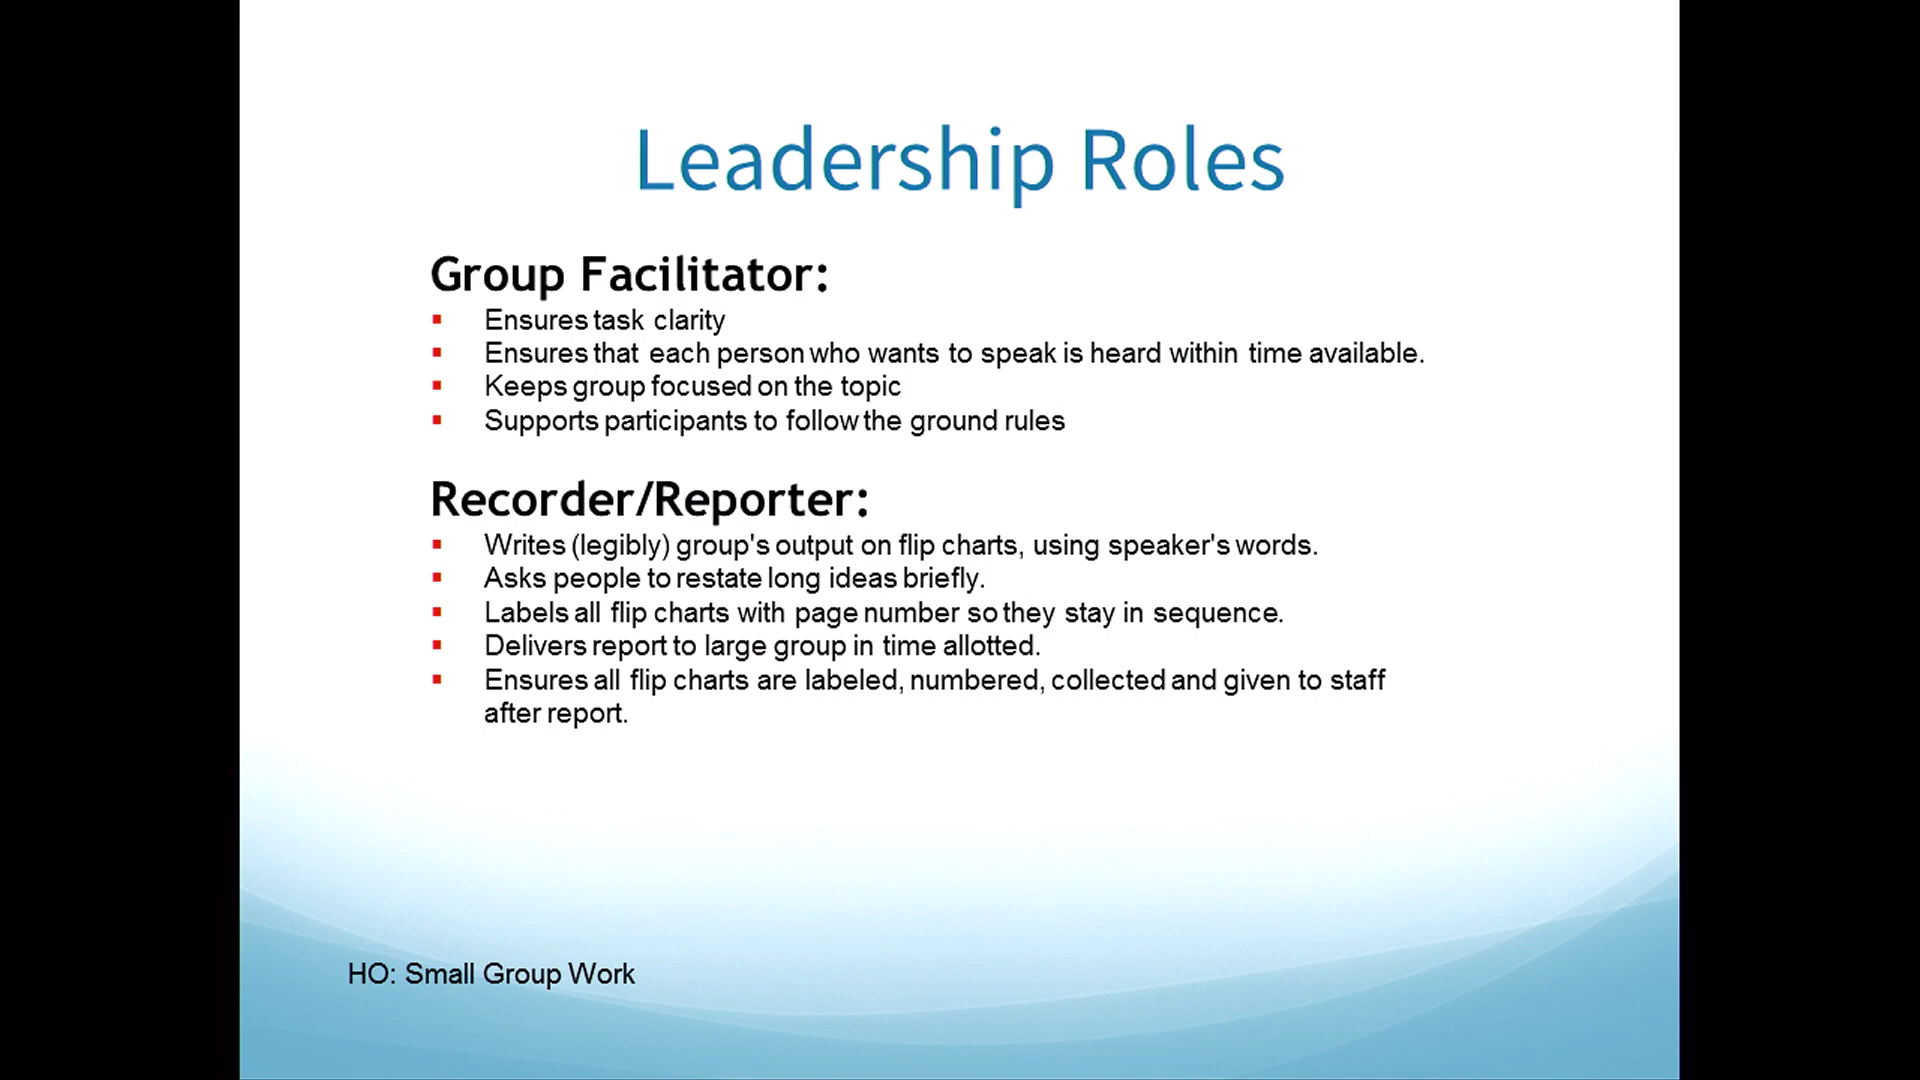 Leadership Roles
Group Facilitator:
Ensures task clarity
Ensures that each person who wants to speak is heard within time available.
Keeps group focused on the topic
Supports participants to follow the ground rules
Recorder/Reporter:
Writes (legibly) group's output on flip charts, using speaker's words.
Asks people to restate long ideas briefly.
Labels all flip charts with page number so they stay in sequence.
Delivers report to large group in time allotted.
Ensures all flip charts are labeled, numbered, collected and given to staff
after report.
HO: Small Group Work